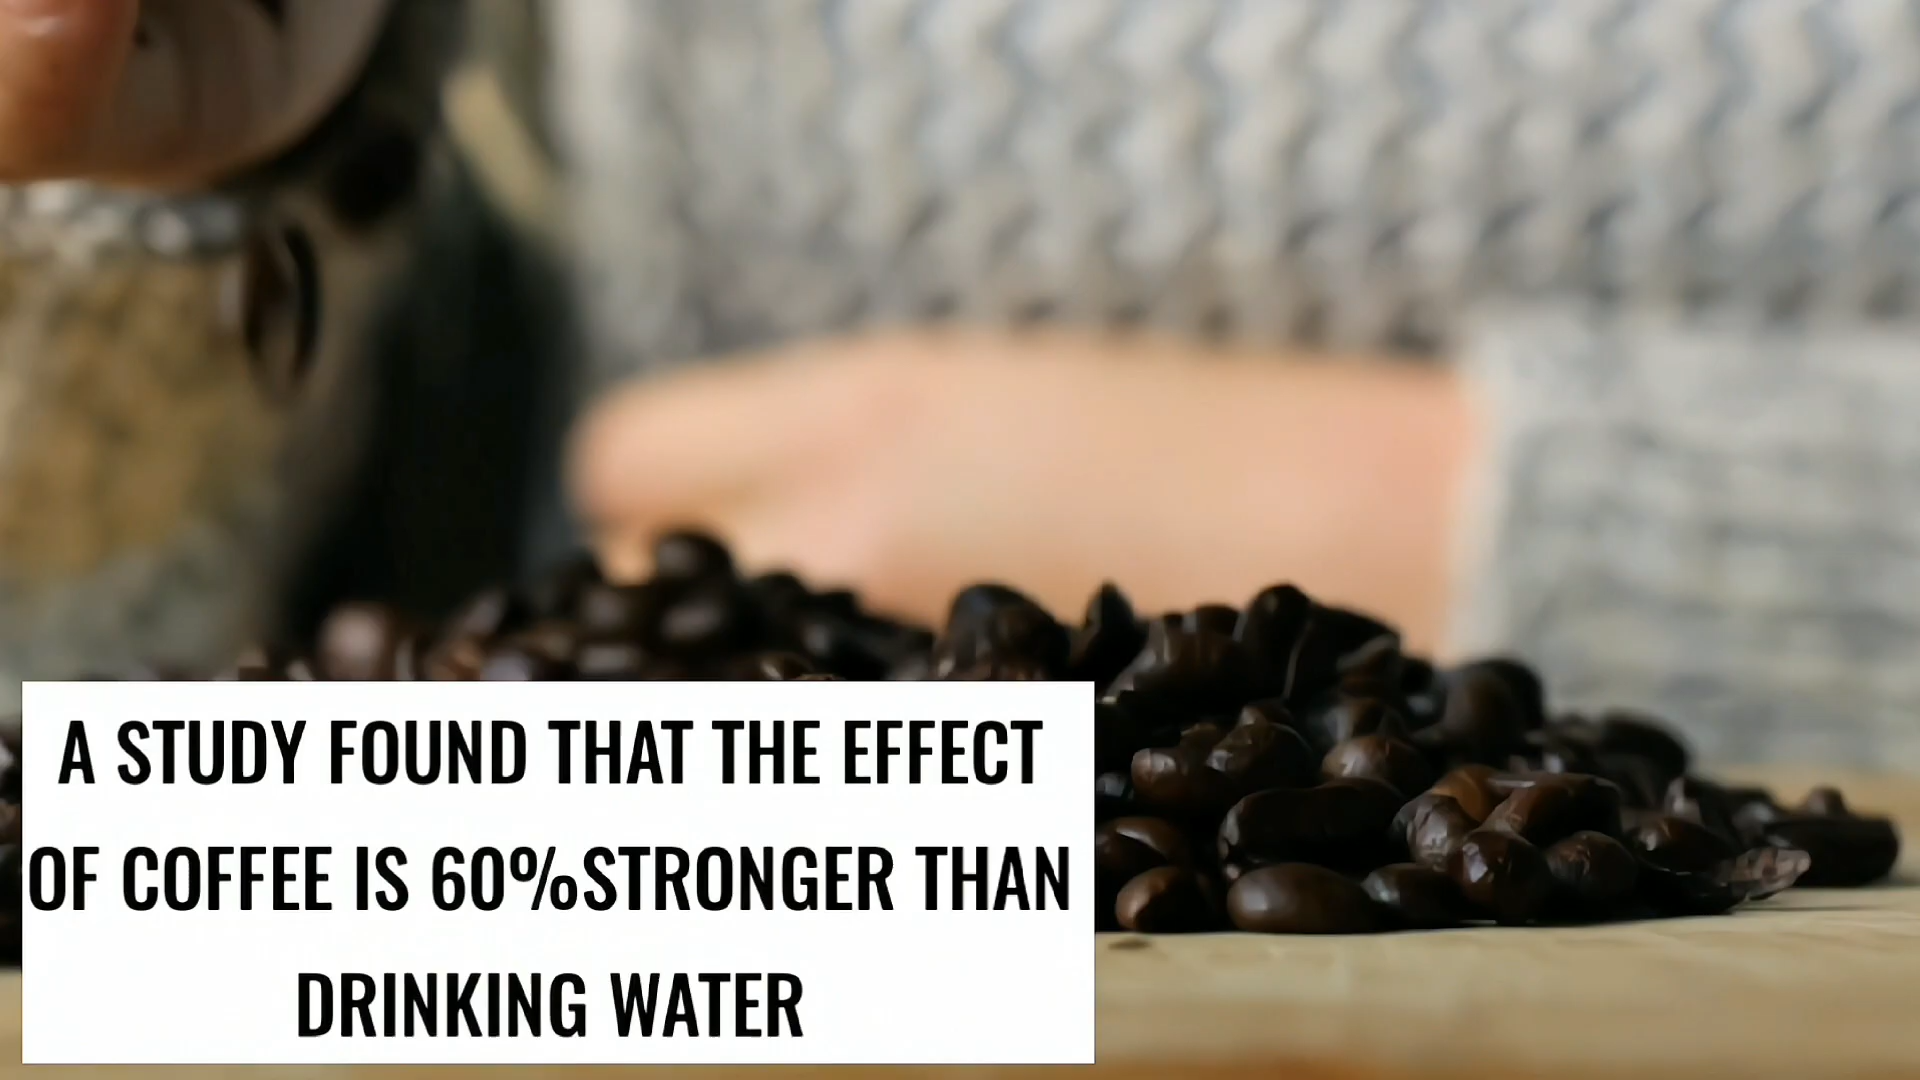 A STUDY FOUND THAT THE EFFECT
OF COFFEE IS 60%STRONGER THAN
DRINKING WATER